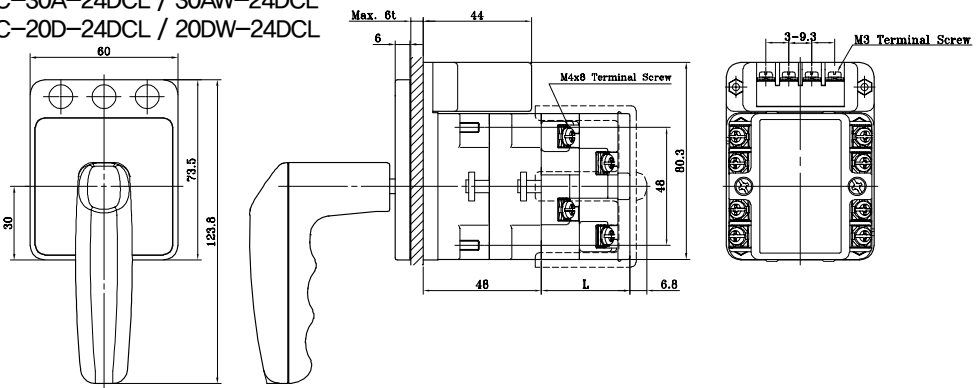 C-30A-24DCL / 30AW-24DCL
C-20D-24DCL / 20DW-24DCL
60
30
73.5
123.8
Max. 6t
6
44
M4x8 Terminal Screw
48
80.3
48
L
6.8
3-9.3
M3 Terminal Screw